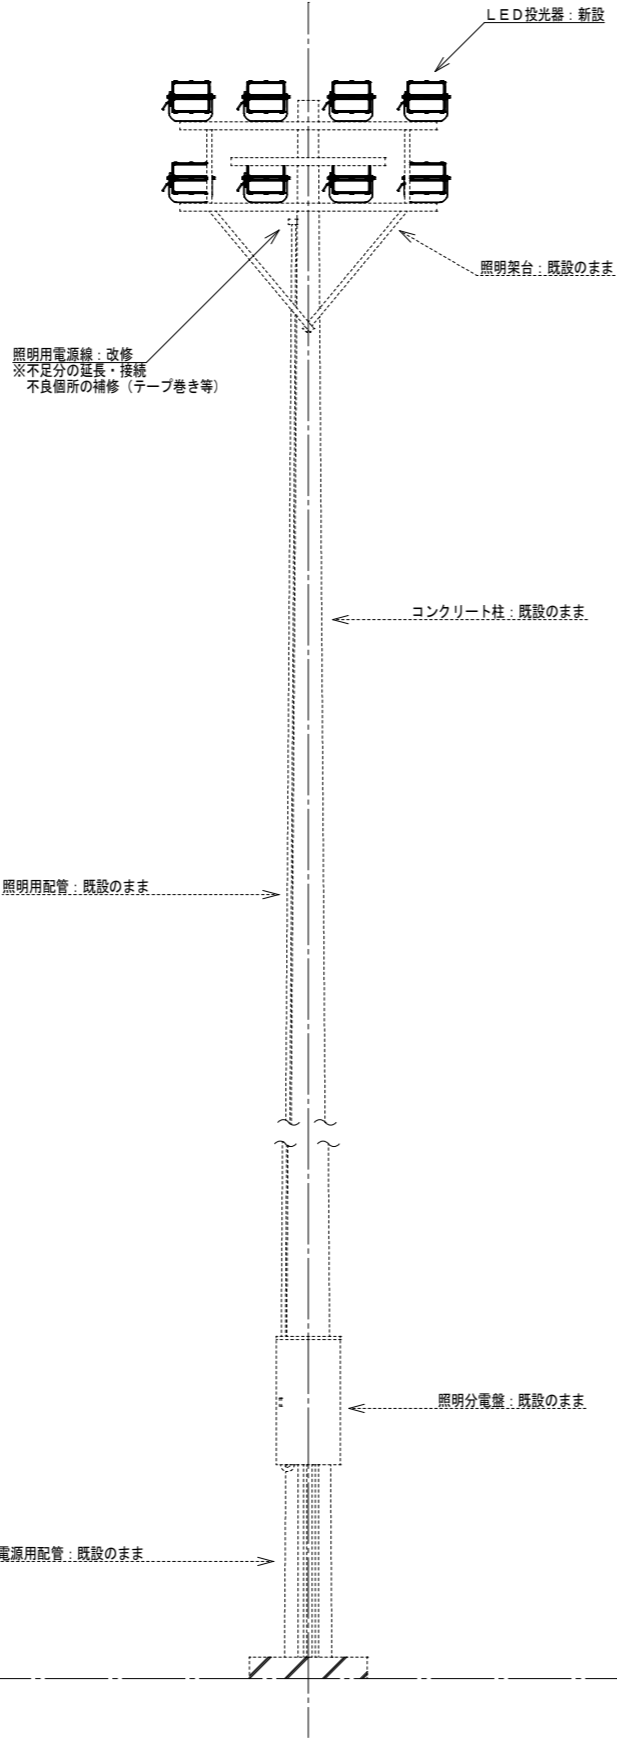 ＬＥＤ投光器：新設
照明架台：既設のまま
照明用電源線：改修
※不足分の延長・接続
不良個所の補修（テープ巻き等）
コンクリート柱：既設のまま
照明用配管：既設のまま
照明分電盤：既設のまま
電源用配管：既設のまま